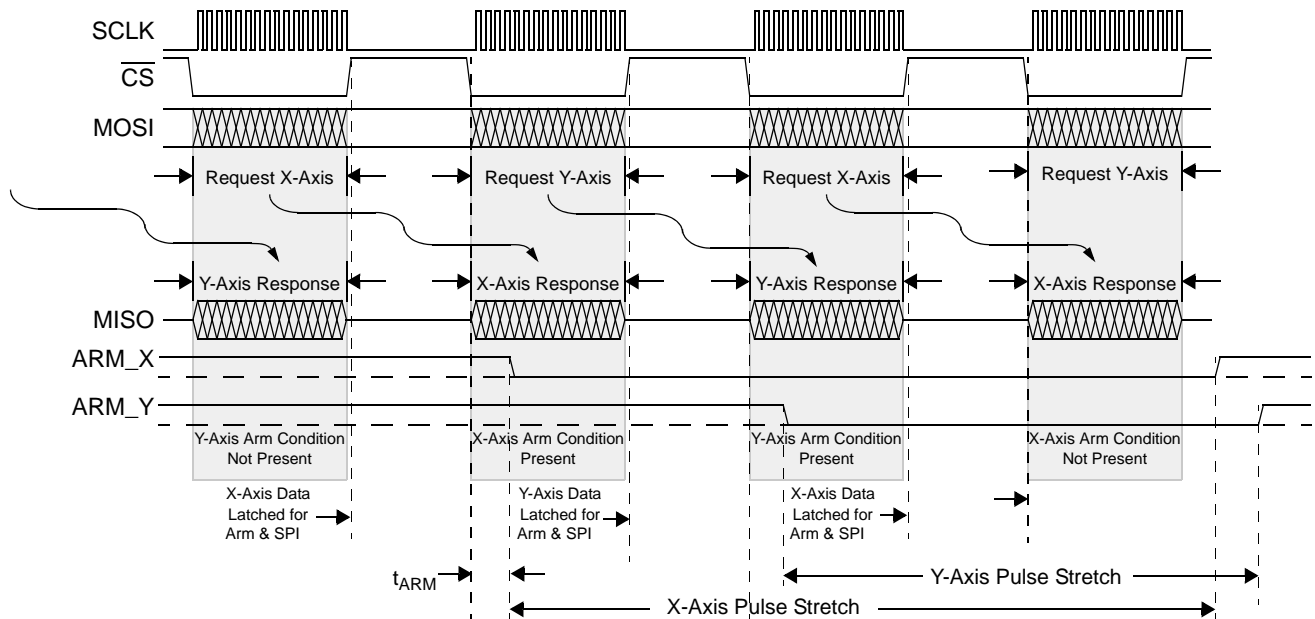 SCLK
CS
MOSI
Request X-Axis
Request Y-Axis
Request X-Axis
Request Y-Axis
Y-Axis Response
X-Axis Response
Y-Axis Response
X-Axis Response
MISO
ARM_X
ARM_Y
Y-Axis Arm Condition
Not Present
X-Axis Arm Condition
Present
Y-Axis Arm Condition
Present
X-Axis Arm Condition
Not Present
X-Axis Data
Latched for
Arm & SPI
Y-Axis Data
Latched for
Arm & SPI
X-Axis Data
Latched for
Arm & SPI
tARM
Y-Axis Pulse Stretch
X-Axis Pulse Stretch